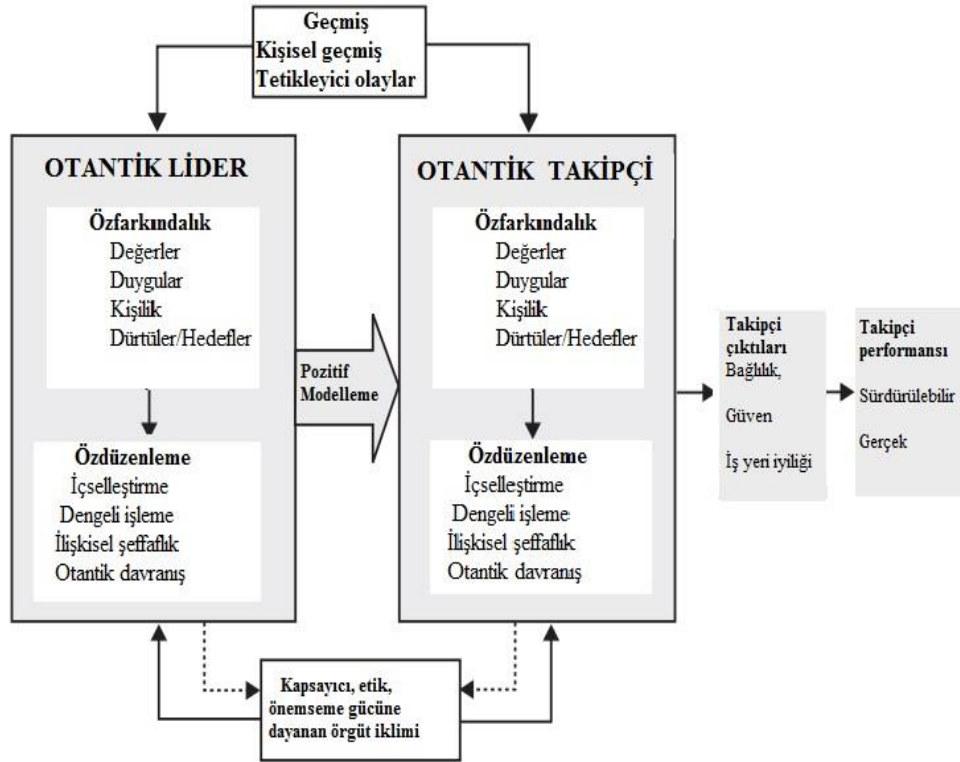 Geçmiş
Kişisel geçmiş
Tetikleyici olaylar
OTANTİK LİDER
Özfarkındalık
Değerler
Duygular
Kişilik
Dürtüler/Hedefler
Özdüzenleme
İçselleştirme
Dengeli işleme
İlişkisel şeffaflık
Otantik davranış
Pozitif
Modelleme
OTANTİK TAKİPÇİ
Özfarkındalık
Değerler
Duygular
Kişilik
Dürtüler/Hedefler
Özdüzenleme
İçselleştirme
Dengeli işleme
İlişkisel şeffaflık
Otantik davranış
Takipçi
çıktıları
Bağlılık,
Güven
İş yeri iyiliği
Takipçi
performansı
Sürdürülebilir
Gerçek
Kapsayıcı, etik,
önemseme gücüne
dayanan örgüt iklimi